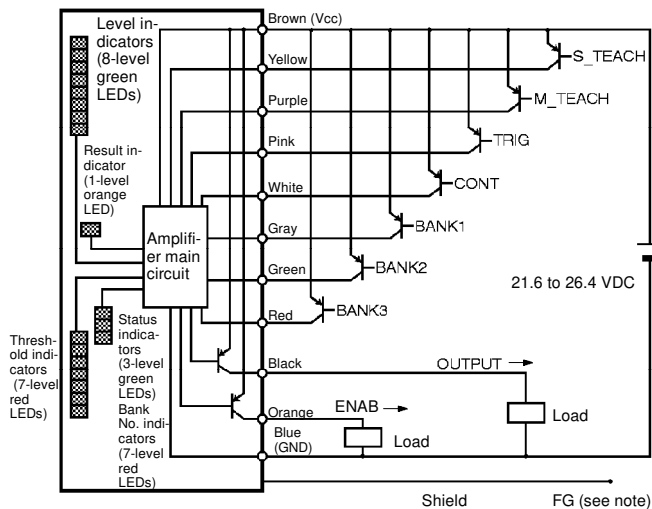 Level in-
dicators
(8-level
green
LEDs)
Result in-
dicator
(1-level
orange
LED)
Amplifi-
er main
circuit
Thresh-
old indi-
cators
(7-level
red
LEDs)
Status
indica-
tors
(3-level
green
LEDs)
Bank
No. indi-
cators
(7-level
red
LEDs)
Brown (Vcc)
Yellow
Purple
Pink
White
Gray
Green
Red
Black
Orange
Blue
(GND)
S_TEACH
M_TEACH
TRIG
CONT
BANK1
BANK2
BANK3
21.6 to 26.4 VDC
OUTPUT
Load
ENAB
Load
Shield
FG (see note)